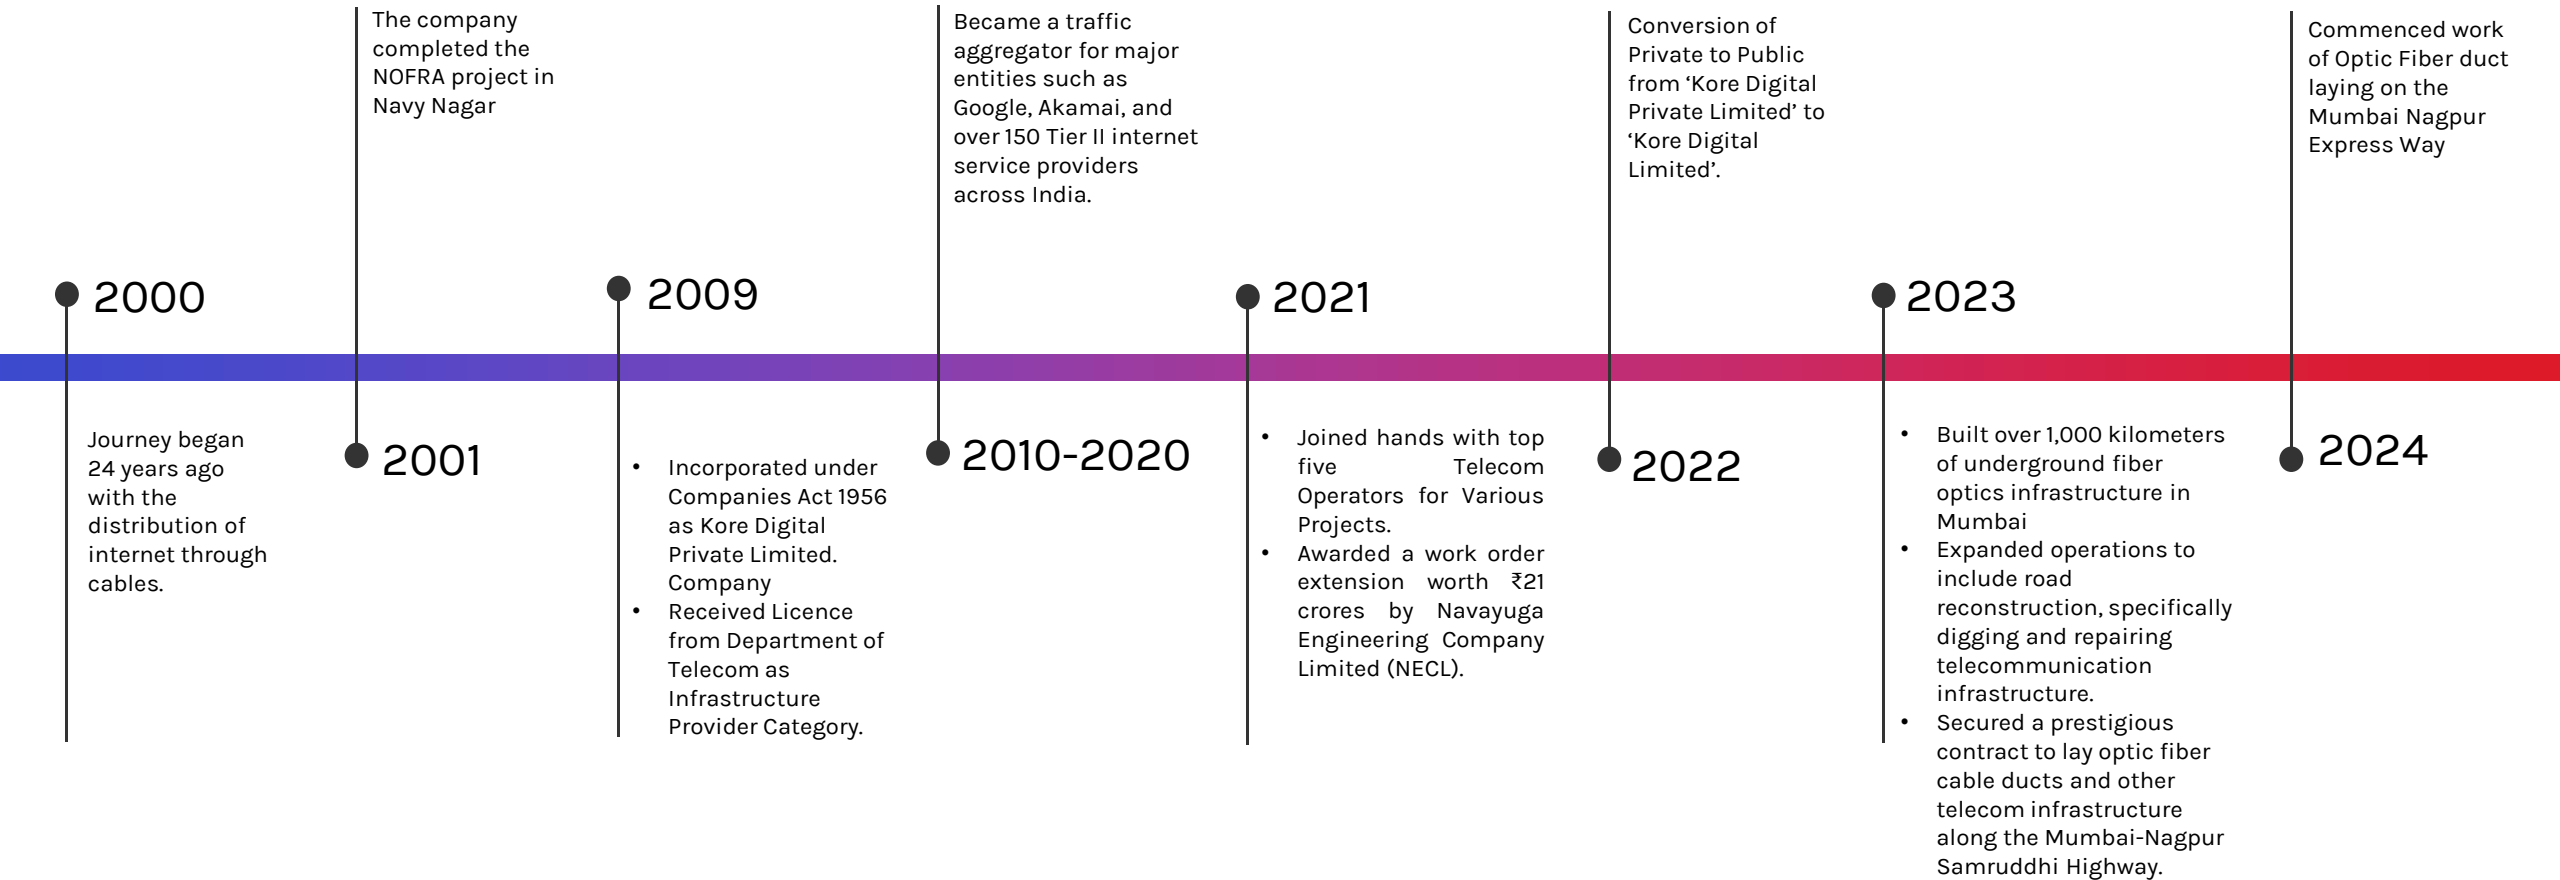 2000
Journey began
24 years ago
with the
distribution of
internet through
cables.
The company
completed the
NOFRA project in
Navy Nagar
2001
2009
• Incorporated under
Companies Act 1956
as Kore Digital
Private Limited.
Company
• Received Licence
from Department of
Telecom as
Infrastructure
Provider Category.
Became a traffic
aggregator for major
entities such as
Google, Akamai, and
over 150 Tier II internet
service providers
across India.
2010-2020
2021
• Joined hands with top
five Telecom
Operators for Various
Projects.
• Awarded a work order
extension worth ₹21
crores by Navayuga
Engineering Company
Limited (NECL).
Conversion of
Private to Public
from ‘Kore Digital
Private Limited’ to
‘Kore Digital
Limited’.
2022
2023
• Built over 1,000 kilometers
of underground fiber
optics infrastructure in
Mumbai
• Expanded operations to
include road
reconstruction, specifically
digging and repairing
telecommunication
infrastructure.
• Secured a prestigious
contract to lay optic fiber
cable ducts and other
telecom infrastructure
along the Mumbai-Nagpur
Samruddhi Highway.
Commenced work
of Optic Fiber duct
laying on the
Mumbai Nagpur
Express Way
2024